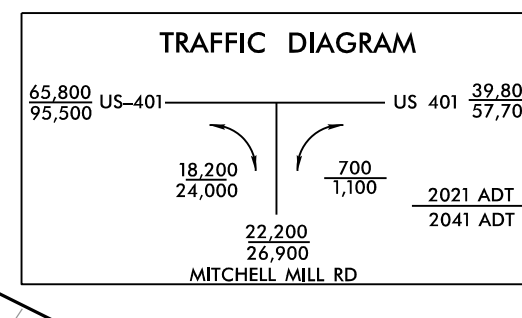 TRAFFIC DIAGRAM
65,800
95,500
US-401
US 401
18,200
24,000
700
1,100
2021 ADT
2041 ADT
22,200
26,900
MITCHELL MILL RD